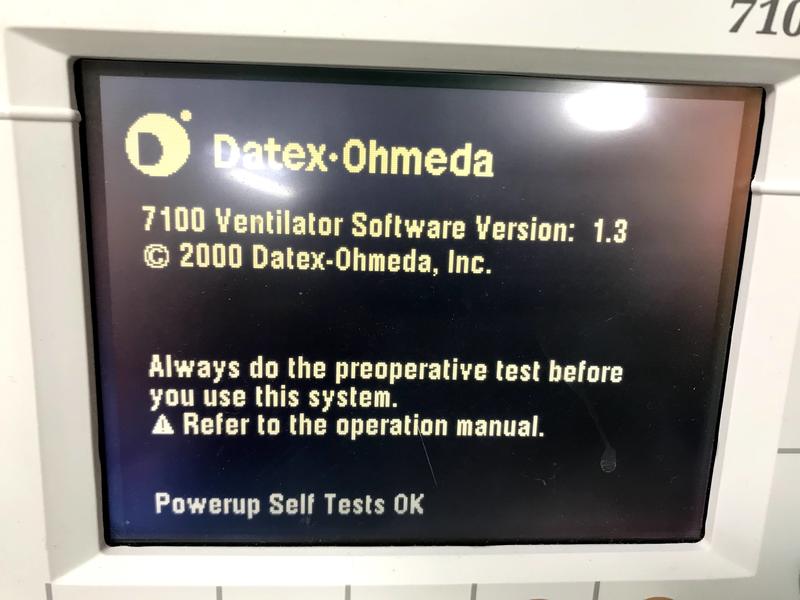 710
Datex·Ohmeda
7100 Ventilator Software Version: 1.3
© 2000 Datex-Ohmeda, Inc.
Always do the preoperative test before
you use this system.
⚠ Refer to the operation manual.
Powerup Self Tests OK